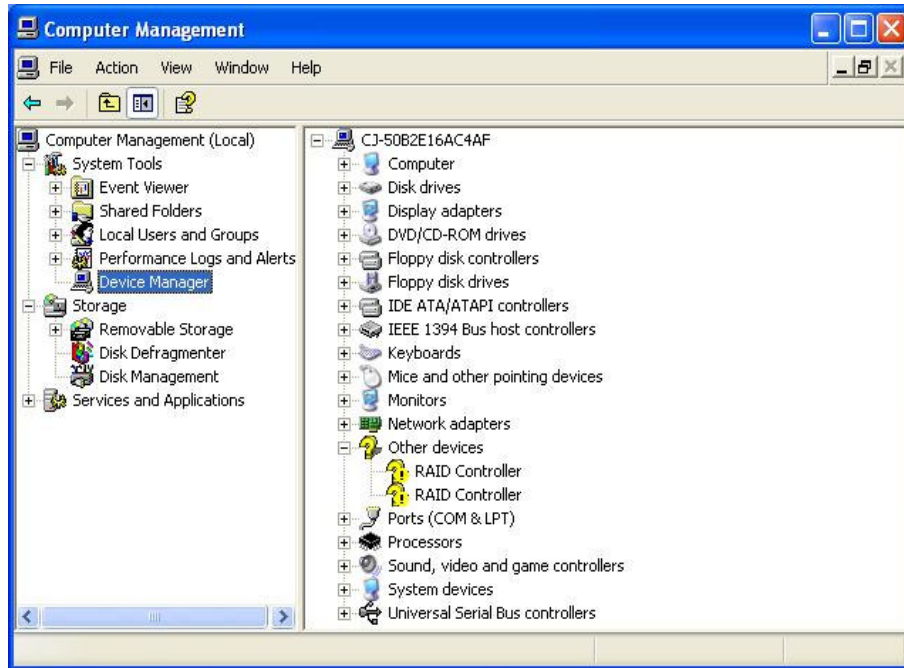 Computer Management
File Action View Window Help
Computer Management (Local)
System Tools
Event Viewer
Shared Folders
Local Users and Groups
Performance Logs and Alerts
Device Manager
Storage
Removable Storage
Disk Defragmenter
Disk Management
Services and Applications
CJ-50B2E16AC4AF
Computer
Disk drives
Display adapters
DVD/CD-ROM drives
Floppy disk controllers
Floppy disk drives
IDE ATA/ATAPI controllers
IEEE 1394 Bus host controllers
Keyboards
Mice and other pointing devices
Monitors
Network adapters
Other devices
RAID Controller
RAID Controller
Ports (COM & LPT)
Processors
Sound, video and game controllers
System devices
Universal Serial Bus controllers